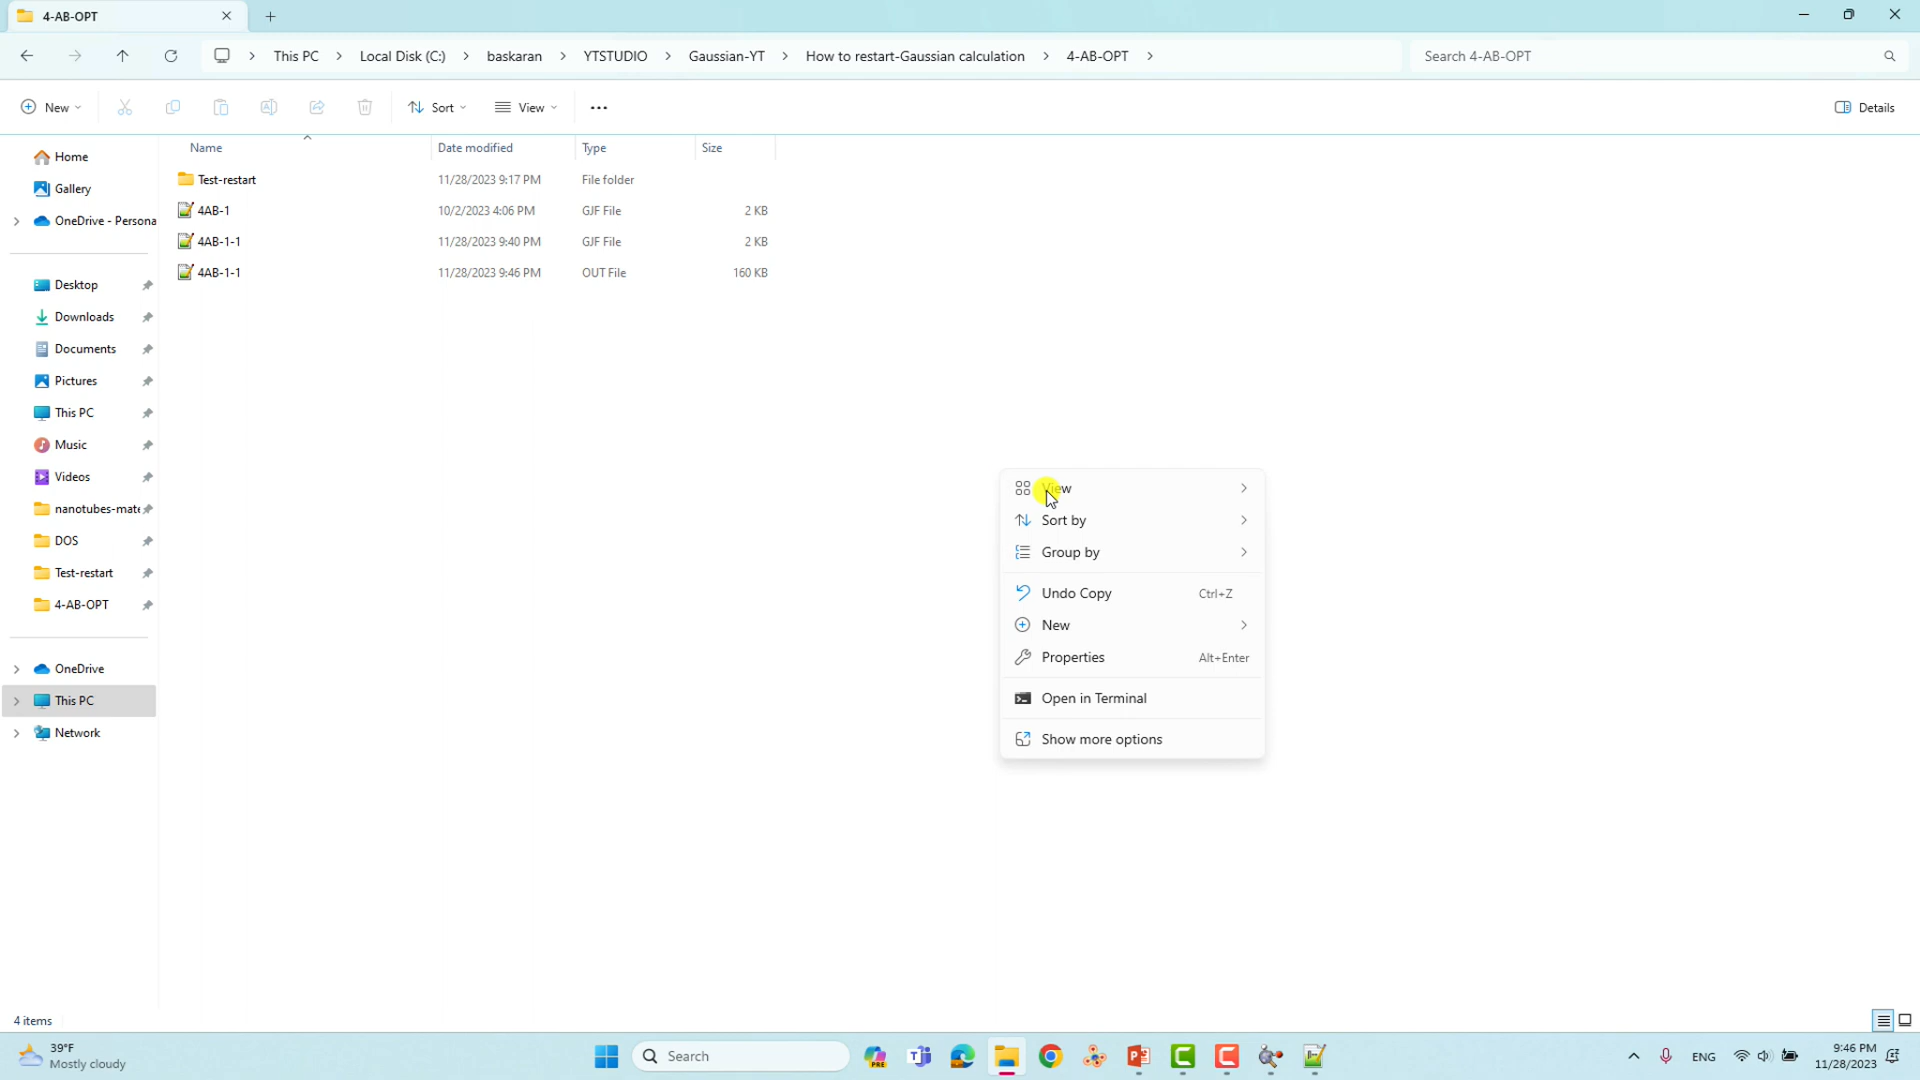 4-AB-OPT
This PC > Local Disk (C:) > baskaran > YTSTUDIO > Gaussian-YT > How to restart-Gaussian calculation > 4-AB-OPT >
Search 4-AB-OPT
New
Sort
View
Details
Name
Date modified
Type
Size
Test-restart 11/28/2023 9:17 PM File folder
4AB-1 10/2/2023 4:06 PM GJF File 2 KB
4AB-1-1 11/28/2023 9:40 PM GJF File 2 KB
4AB-1-1 11/28/2023 9:46 PM OUT File 160 KB
Home
Gallery
OneDrive - Persona
Desktop
Downloads
Documents
Pictures
This PC
Music
Videos
nanotubes-mate
DOS
Test-restart
4-AB-OPT
OneDrive
This PC
Network
View
Sort by
Group by
Undo Copy Ctrl+Z
New
Properties Alt+Enter
Open in Terminal
Show more options
4 items
39°F
Mostly cloudy
Search
PRE
ENG
9:46 PM
11/28/2023